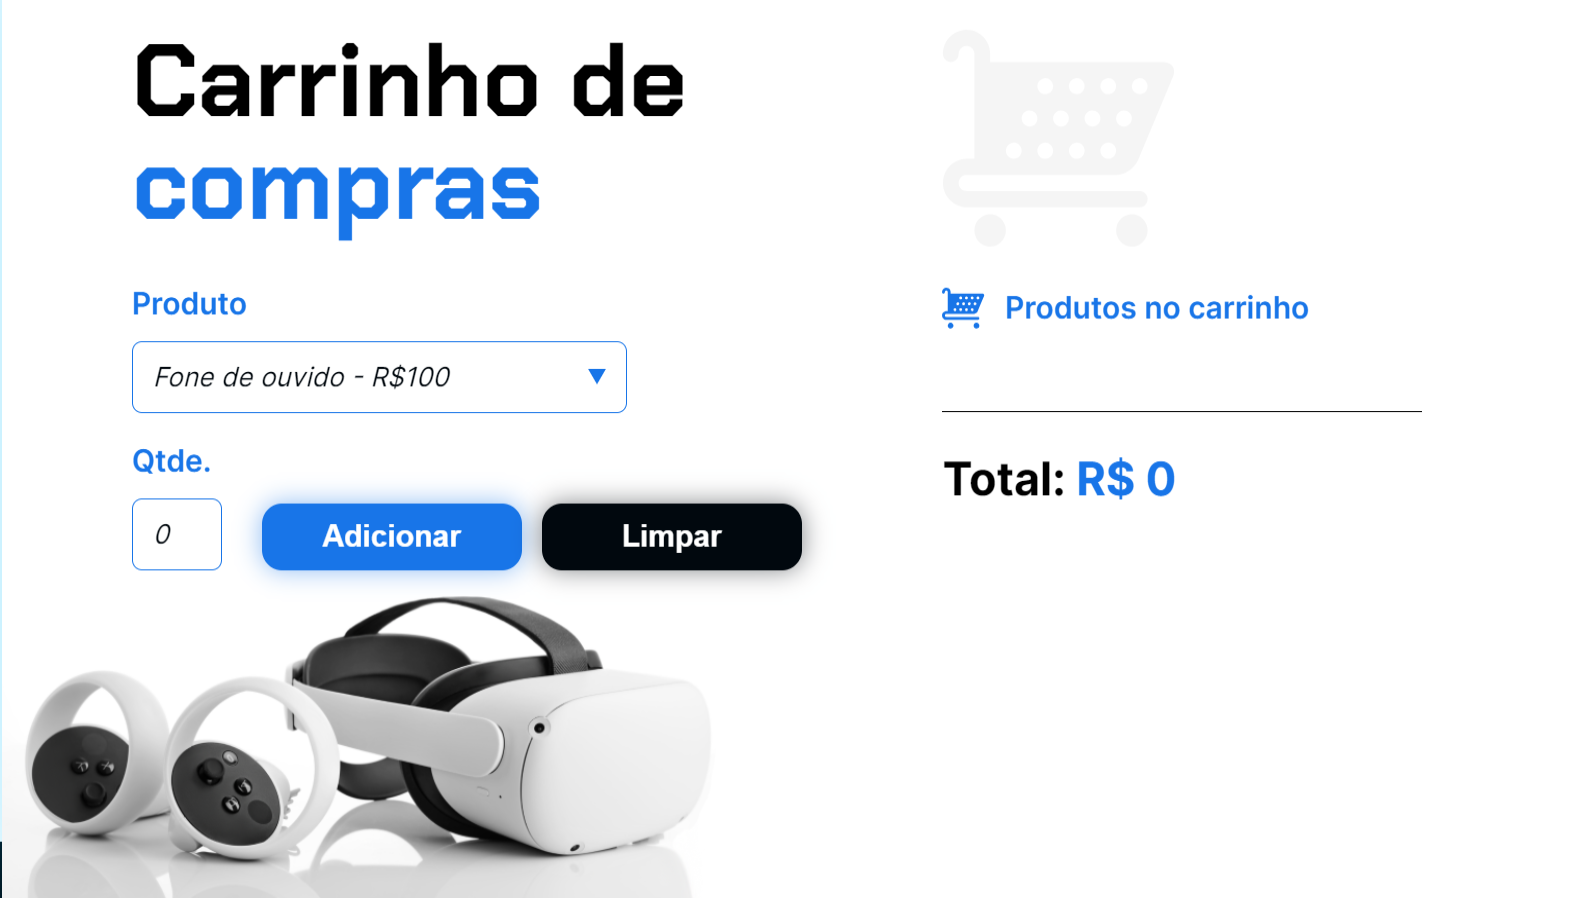 Carrinho de
compras
Produto
Fone de ouvido - R$100
Qtde.
0
Adicionar
Limpar
Produtos no carrinho
Total: R$ 0